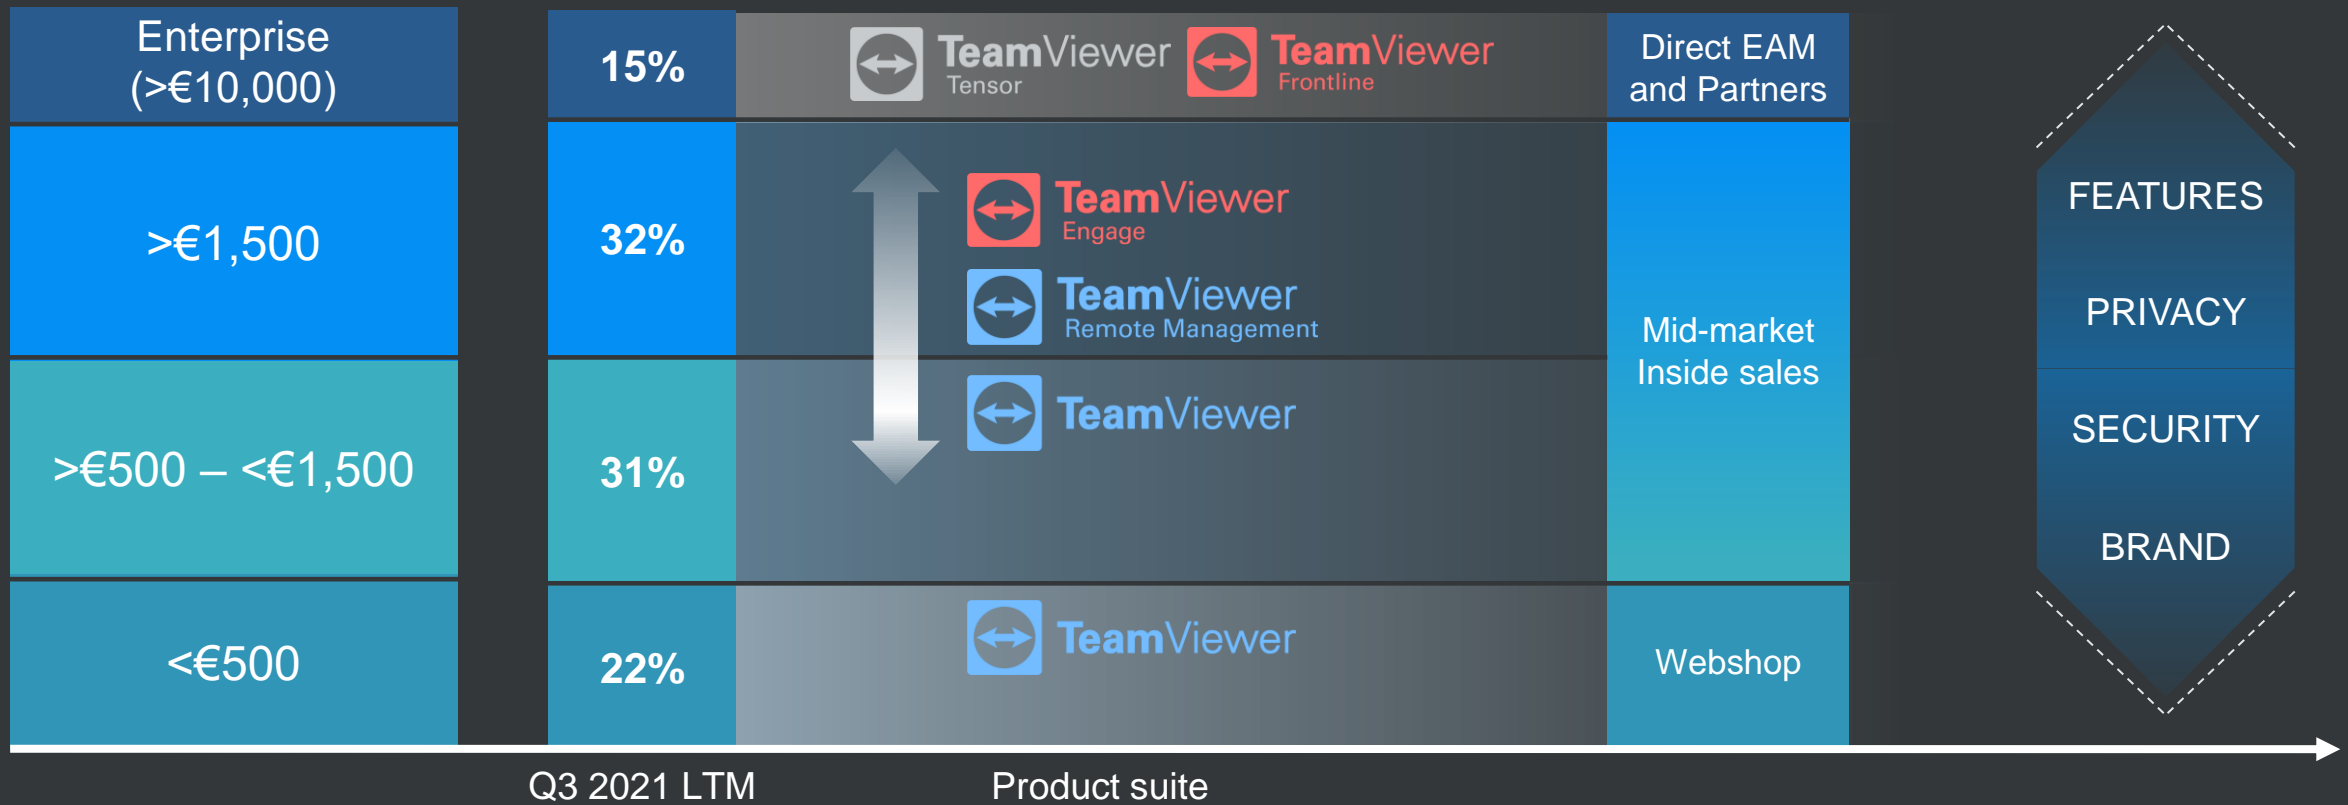 Enterprise
(>€10,000)
15%
TeamViewer
Tensor
TeamViewer
Frontline
Direct EAM
and Partners
>€1,500
32%
TeamViewer
Engage
TeamViewer
Remote Management
>€500 – <€1,500
31%
TeamViewer
Mid-market
Inside sales
<€500
22%
TeamViewer
Webshop
FEATURES
PRIVACY
SECURITY
BRAND
Q3 2021 LTM
Product suite